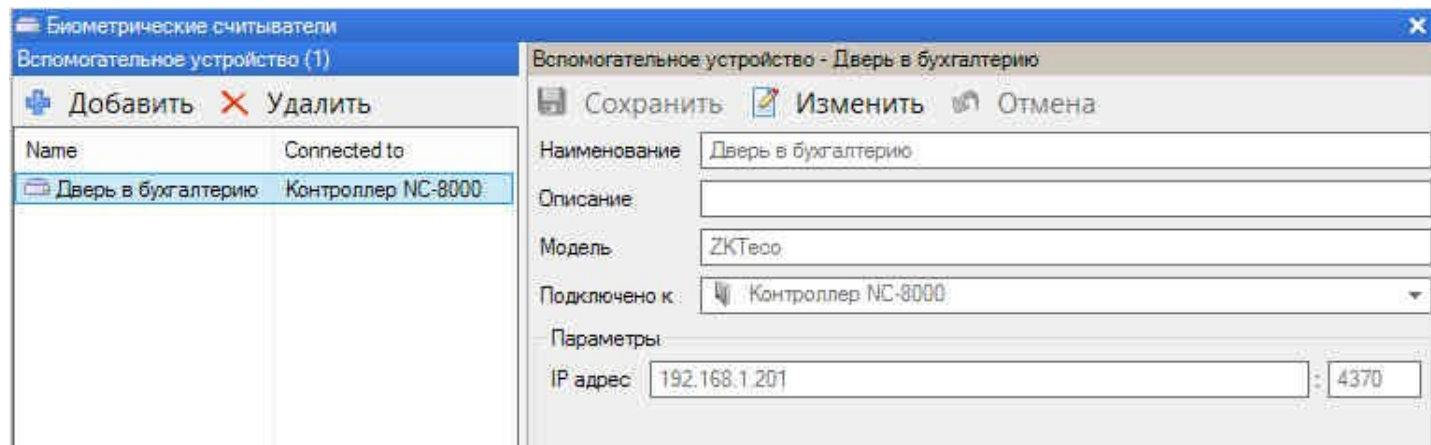 Биометрические считыватели
Вспомогательное устройство (1)
Добавить Удалить
Name Connected to
Дверь в бухгалтерию Контроллер NC-8000
Вспомогательное устройство - Дверь в бухгалтерию
Сохранить Изменить Отмена
Наименование Дверь в бухгалтерию
Описание
Модель ZKTeco
Подключено к Контроллер NC-8000
Параметры
IP адрес 192.168.1.201 : 4370